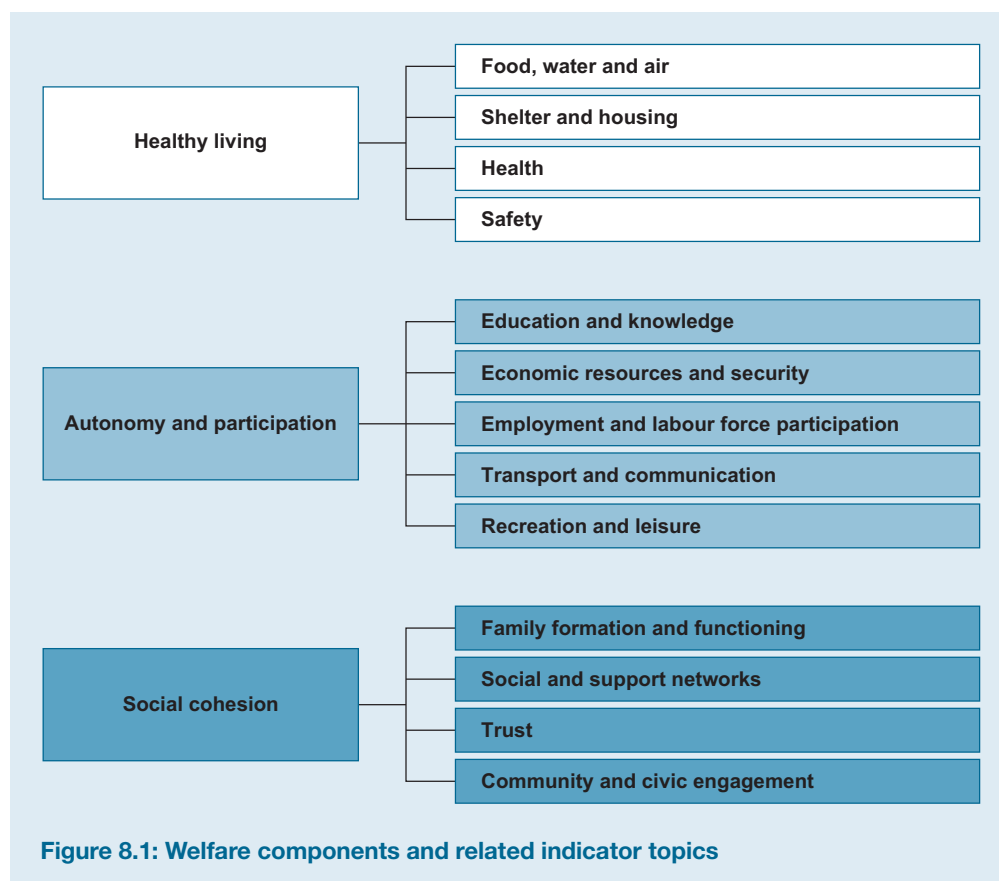 Healthy living
Food, water and air
Shelter and housing
Health
Safety
Autonomy and participation
Education and knowledge
Economic resources and security
Employment and labour force participation
Transport and communication
Recreation and leisure
Social cohesion
Family formation and functioning
Social and support networks
Trust
Community and civic engagement
Figure 8.1: Welfare components and related indicator topics